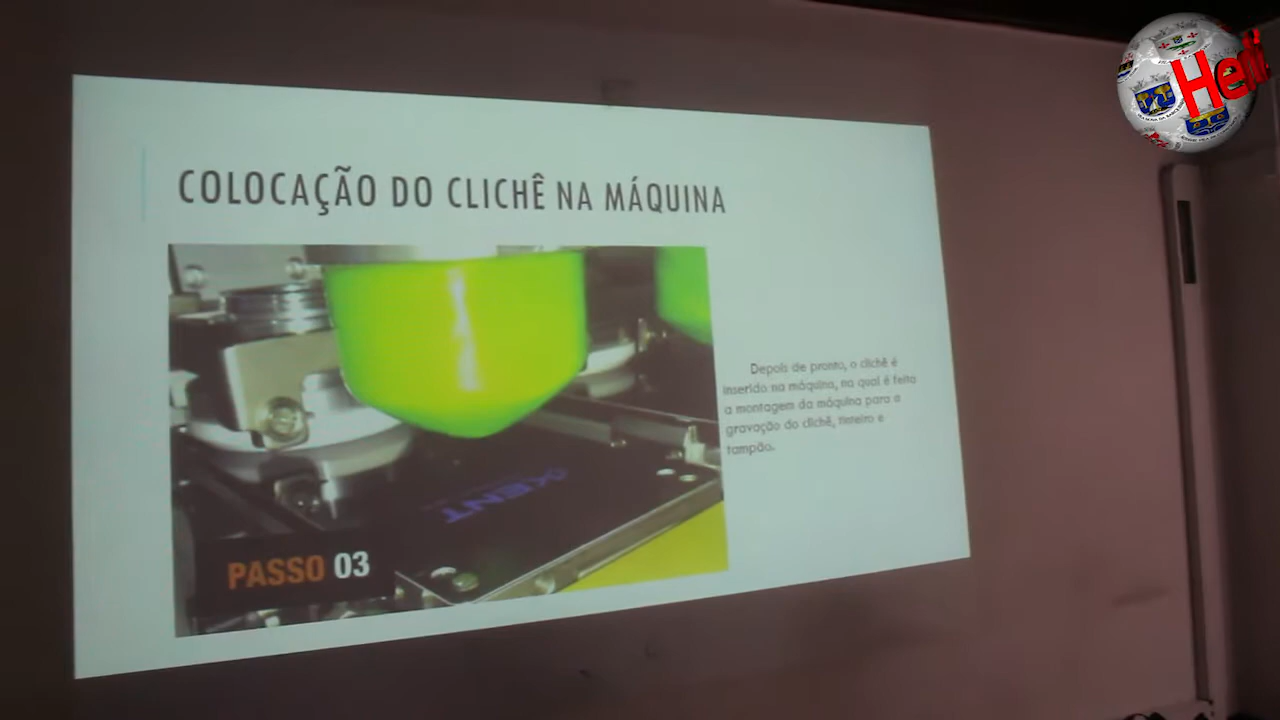 COLOCAÇÃO DO CLICHÊ NA MÁQUINA
Depois de pronto, o clichê é
inserido na máquina, na qual é feita
a montagem da máquina para a
gravação do clichê, tinteiro e
tampão.
KENT
PASSO 03